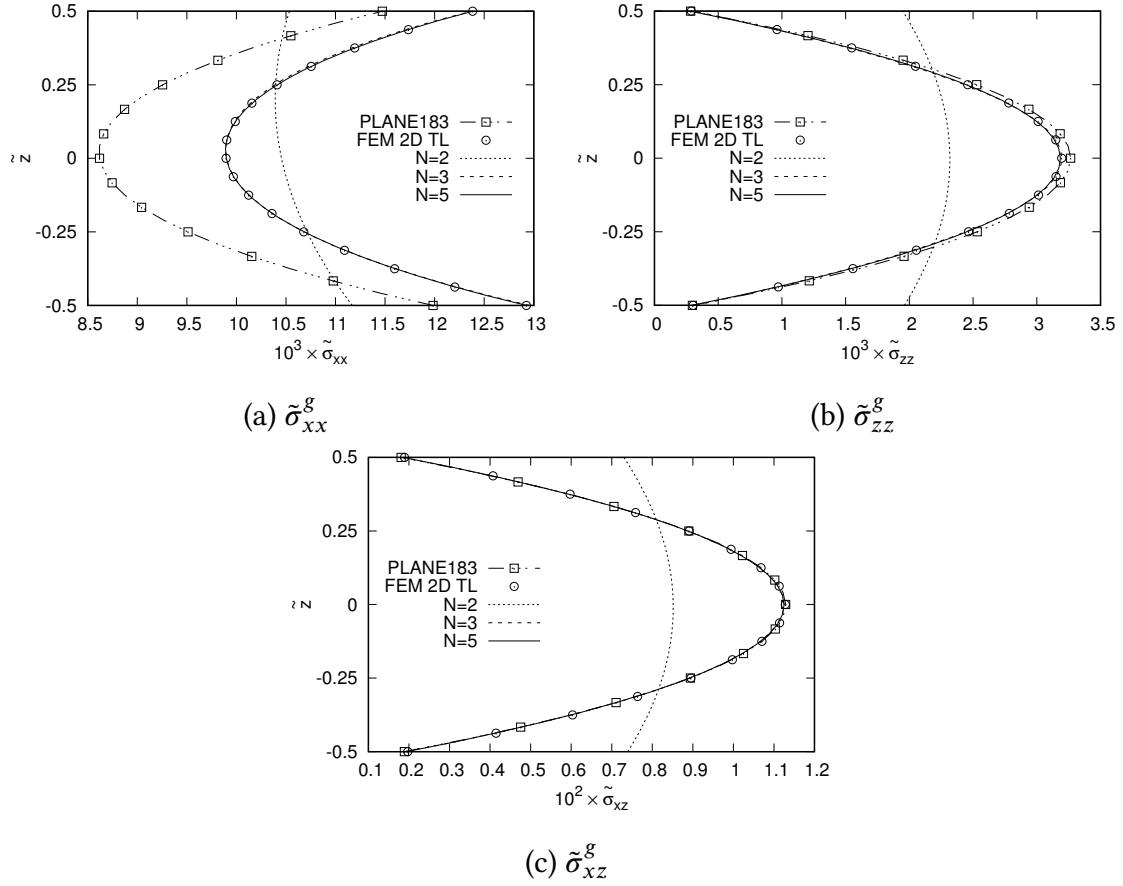 0.5
0.25
0
-0.25
-0.5
z̃
PLANE183
FEM 2D TL
N=2
N=3
N=5
8.5 9 9.5 10 10.5 11 11.5 12 12.5 13
10³ × σ̃xx
(a) σ̃ᵍxx
0.5
0.25
0
-0.25
-0.5
z̃
PLANE183
FEM 2D TL
N=2
N=3
N=5
0 0.5 1 1.5 2 2.5 3 3.5
10³ × σ̃zz
(b) σ̃ᵍzz
0.5
0.25
0
-0.25
-0.5
z̃
PLANE183
FEM 2D TL
N=2
N=3
N=5
0.1 0.2 0.3 0.4 0.5 0.6 0.7 0.8 0.9 1 1.1 1.2
10² × σ̃xz
(c) σ̃ᵍxz